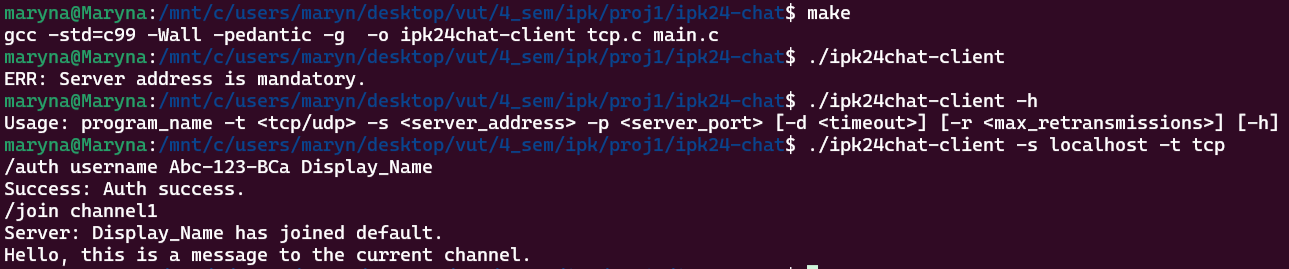 maryna@Maryna:/mnt/c/users/maryn/desktop/vut/4_sem/ipk/proj1/ipk24-chat$ make
gcc -std=c99 -Wall -pedantic -g  -o ipk24chat-client tcp.c main.c
maryna@Maryna:/mnt/c/users/maryn/desktop/vut/4_sem/ipk/proj1/ipk24-chat$ ./ipk24chat-client
ERR: Server address is mandatory.
maryna@Maryna:/mnt/c/users/maryn/desktop/vut/4_sem/ipk/proj1/ipk24-chat$ ./ipk24chat-client -h
Usage: program_name -t <tcp/udp> -s <server_address> -p <server_port> [-d <timeout>] [-r <max_retransmissions>] [-h]
maryna@Maryna:/mnt/c/users/maryn/desktop/vut/4_sem/ipk/proj1/ipk24-chat$ ./ipk24chat-client -s localhost -t tcp
/auth username Abc-123-BCa Display_Name
Success: Auth success.
/join channel1
Server: Display_Name has joined default.
Hello, this is a message to the current channel.